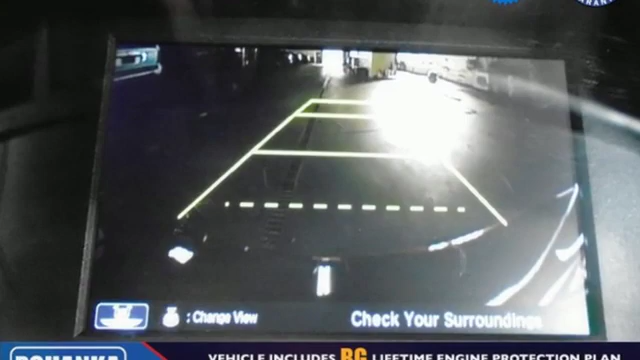 : Change View
Check Your Surroundings
VEHICLE INCLUDES BG LIFETIME ENGINE PROTECTION PLAN